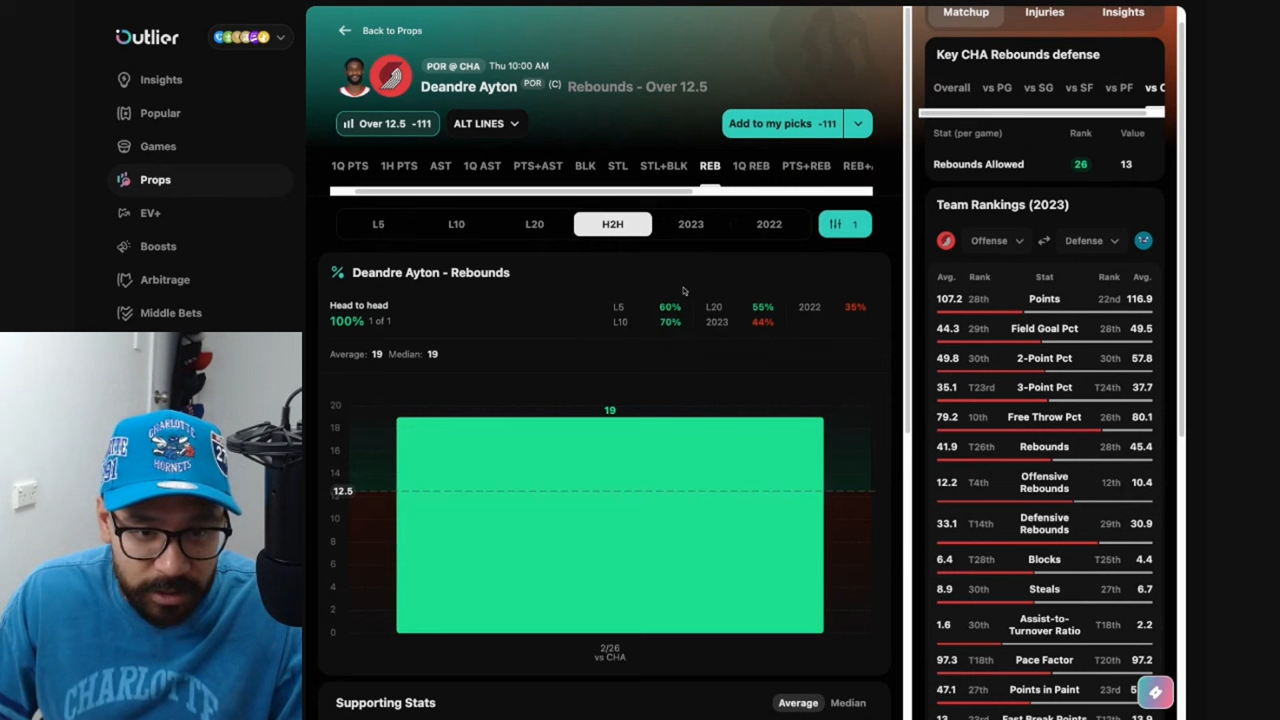 Outlier
Insights
Popular
Games
Props
EV+
Boosts
Arbitrage
Middle Bets
Back to Props
POR @ CHA Thu 10:00 AM
Deandre Ayton POR (C) Rebounds - Over 12.5
Over 12.5 -111 ALT LINES
Add to my picks -111
1Q PTS 1H PTS AST 1Q AST PTS+AST BLK STL STL+BLK REB 1Q REB PTS+REB REB+
L5 L10 L20 H2H 2023 2022 1
Deandre Ayton - Rebounds
Head to head
100% 1 of 1
L5 60% L20 55% 2022 35%
L10 70% 2023 44%
Average: 19 Median: 19
20
18
16
14
12.5
10
8
6
4
2
0
19
2/26
vs CHA
Supporting Stats Average Median
Matchup Injuries Insights
Key CHA Rebounds defense
Overall vs PG vs SG vs SF vs PF vs C
Stat (per game) Rank Value
Rebounds Allowed 26 13
Team Rankings (2023)
Offense Defense
Avg. Rank Stat Rank Avg.
107.2 28th Points 22nd 116.9
44.3 29th Field Goal Pct 28th 49.5
49.8 30th 2-Point Pct 30th 57.8
35.1 T23rd 3-Point Pct T24th 37.7
79.2 10th Free Throw Pct 26th 80.1
41.9 T26th Rebounds 28th 45.4
12.2 T4th Offensive Rebounds 12th 10.4
33.1 T14th Defensive Rebounds 29th 30.9
6.4 T28th Blocks T25th 4.4
8.9 30th Steals 27th 6.7
1.6 30th Assist-to-Turnover Ratio T18th 2.2
97.3 T18th Pace Factor T20th 97.2
47.1 27th Points in Paint 23rd
CHARLOTTE
HORNETS
CHARLOTTE